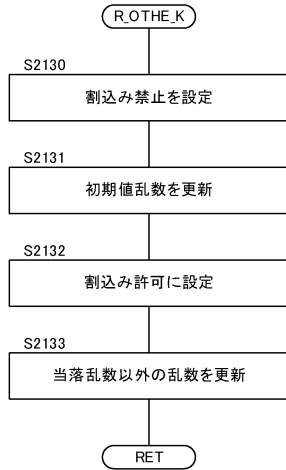 R_OTHE_K
S2130
割込み禁止を設定
S2131
初期値乱数を更新
S2132
割込み許可に設定
S2133
当落乱数以外の乱数を更新
RET